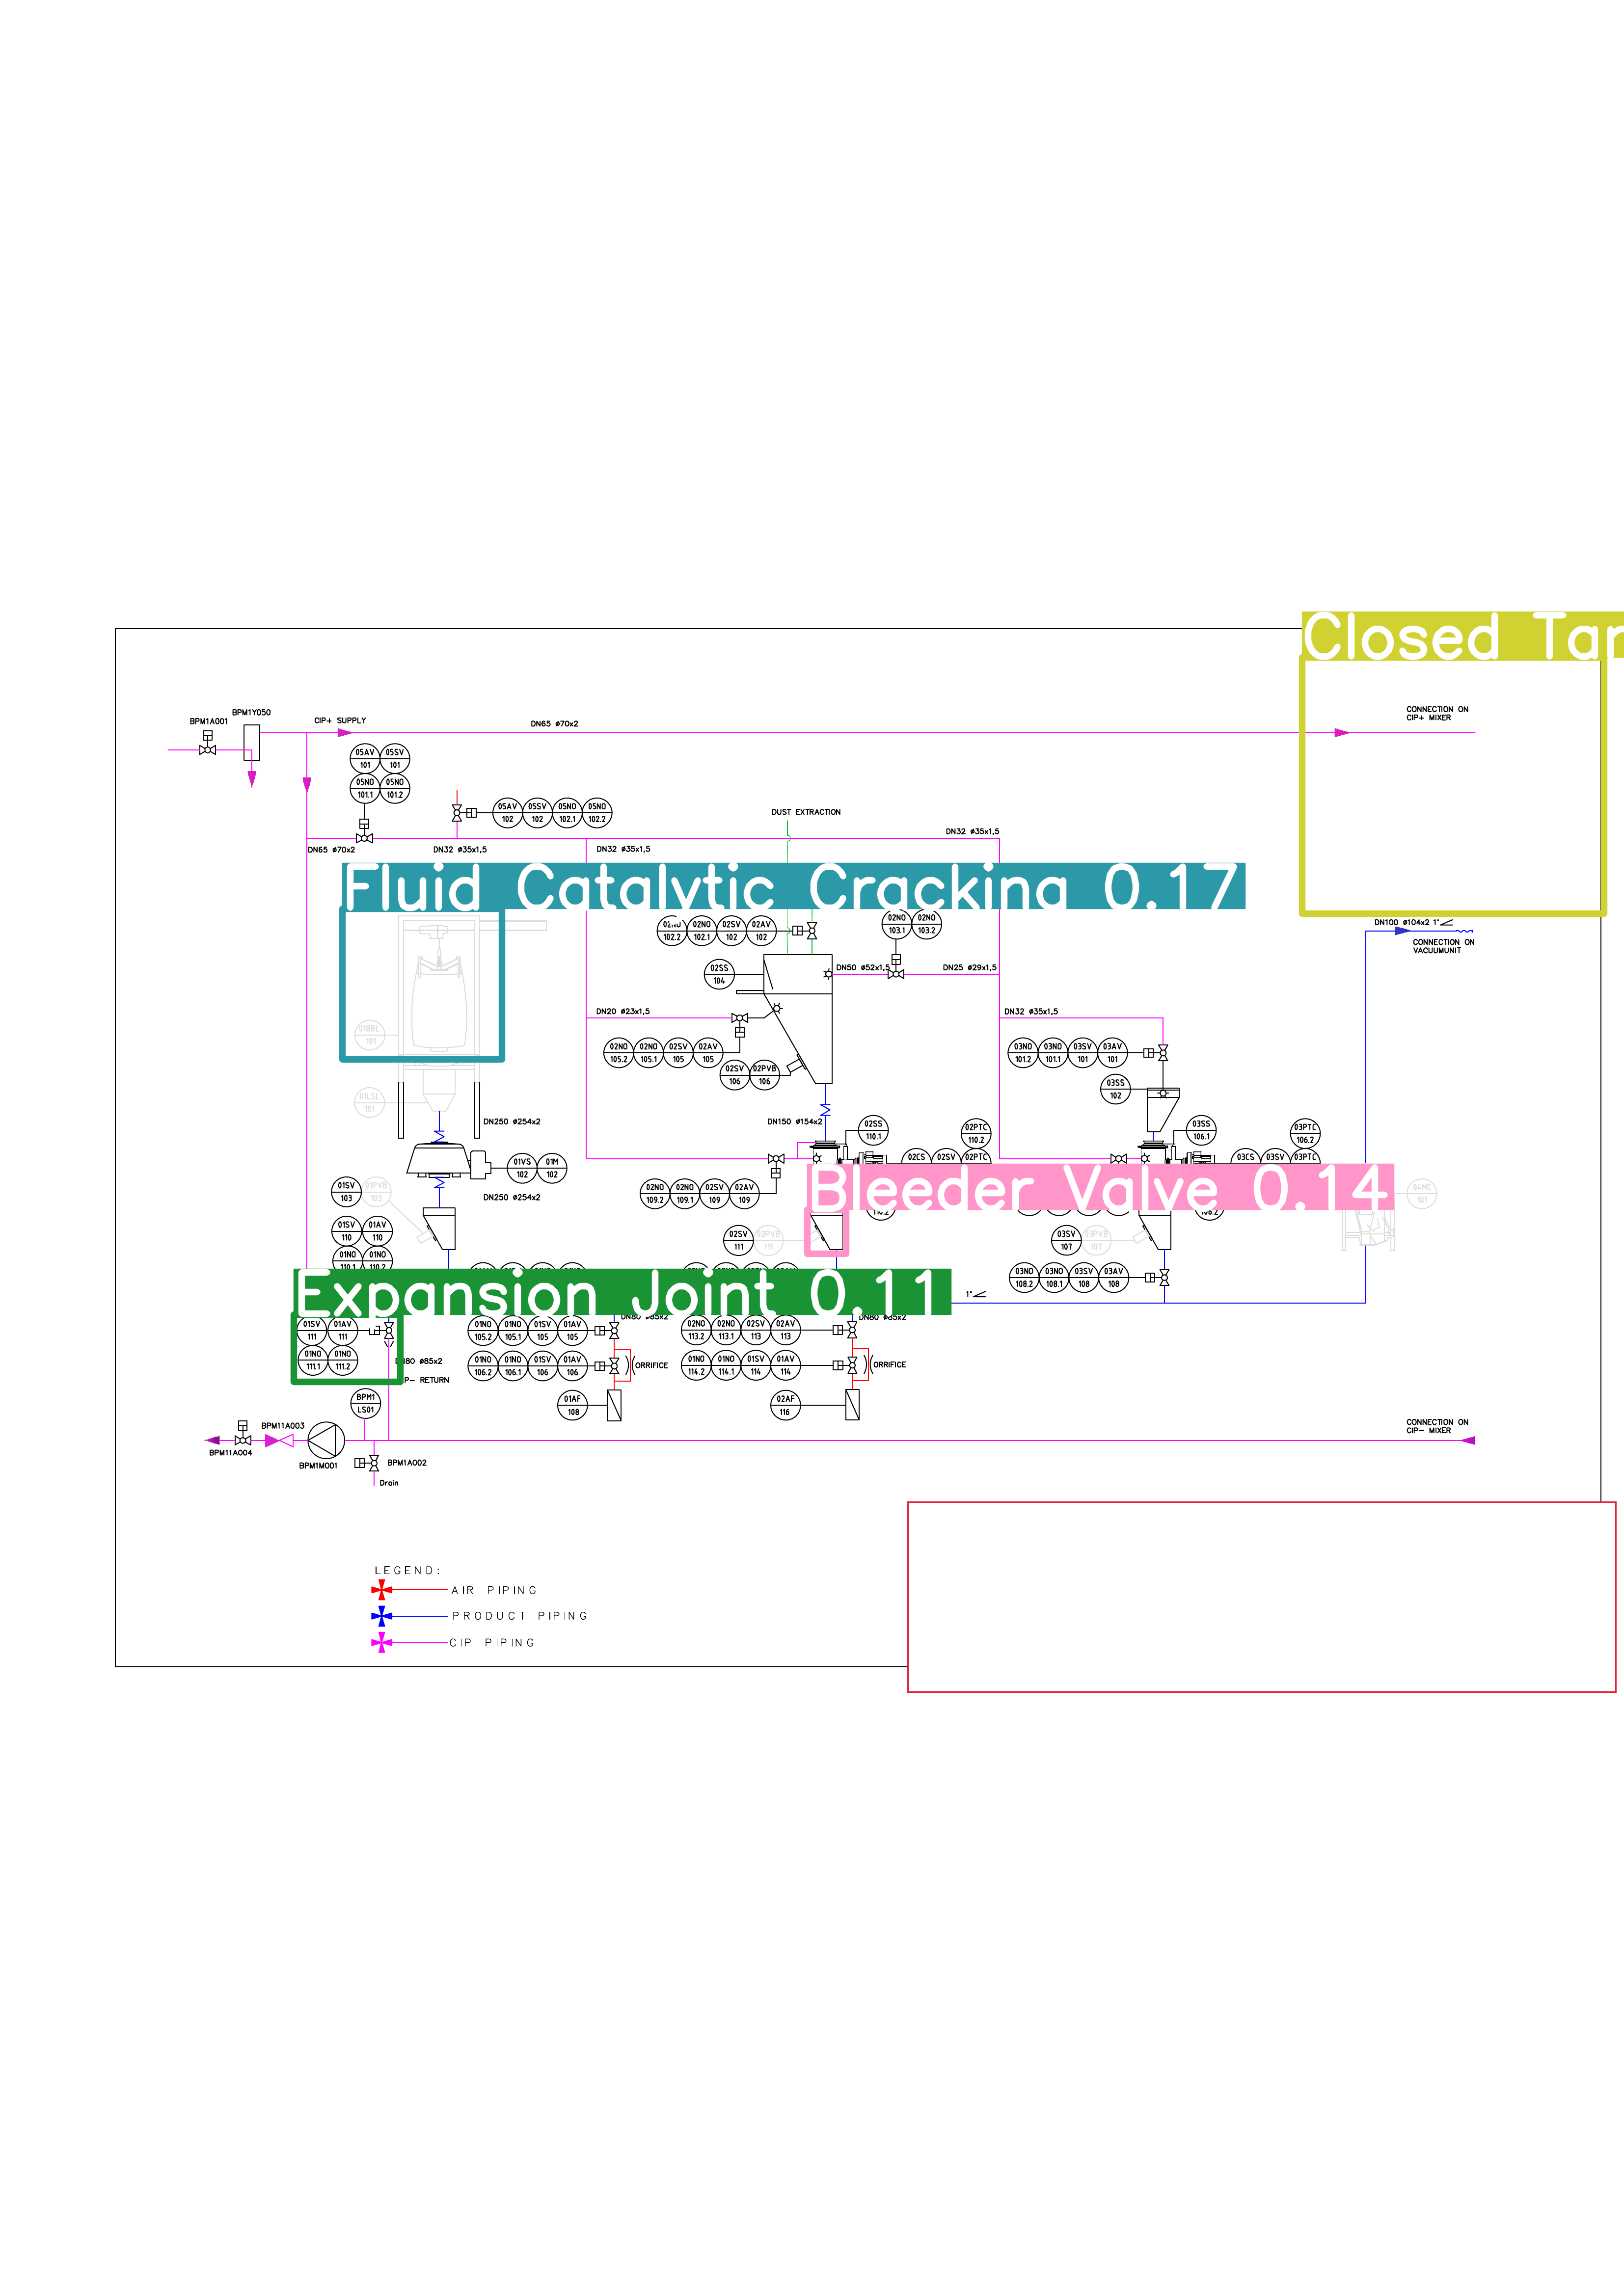 Closed
BPM1Y050
BPM1A001
CIP+ SUPPLY
DN65 ø70x2
CONNECTION ON
CIP+ MIXER
05AV 101
05SV 101
05NO 101.1
05NO 101.2
05AV 102
05SV 102
05NO 102.1
05NO 102.2
DUST EXTRACTION
DN32 ø35x1,5
DN65 ø70x2
DN32 ø35x1,5
DN32 ø35x1,5
Fluid Catalytic Cracking 0.17
02NO 102.2
02NO 102.1
02SV 102
02AV 102
02NO 103.1
02NO 103.2
DN100 ø104x2 1°
CONNECTION ON
VACUUMUNIT
02SS 104
DN50 ø52x1,5
DN25 ø29x1,5
DN20 ø23x1,5
DN32 ø35x1,5
01BBL 101
02NO 105.2
02NO 105.1
02SV 105
02AV 105
02SV 106
02PVB 106
03NO 101.2
03NO 101.1
03SV 101
03AV 101
03SS 102
01LSL 101
DN250 ø254x2
DN150 ø154x2
02SS 110.1
02PTC 110.2
03SS 106.1
03PTC 106.2
01VS 102
01M 102
02CS
02SV
02PTC
03CS
03SV
03PTC
Bleeder Valve 0.14
01SV 103
01PVB 103
DN250 ø254x2
02NO 109.2
02NO 109.1
02SV 109
02AV 109
110.2
106.2
04MC 101
01SV 110
01AV 110
02SV 111
02PVB 111
03SV 107
03PVB 107
01NO 110.1
01NO 110.2
03NO 108.2
03NO 108.1
03SV 108
03AV 108
Expansion Joint 0.11
1°
01SV 111
01AV 111
01NO 111.1
01NO 111.2
DN80 ø85x2
P- RETURN
01NO 105.2
01NO 105.1
01SV 105
01AV 105
DN80 ø85x2
02NO 113.2
02NO 113.1
02SV 113
02AV 113
DN80 ø85x2
01NO 106.2
01NO 106.1
01SV 106
01AV 106
ORRIFICE
01NO 114.2
01NO 114.1
01SV 114
01AV 114
ORRIFICE
BPM1 LS01
01AF 108
02AF 116
BPM11A003
BPM11A004
BPM1M001
BPM1A002
Drain
CONNECTION ON
CIP- MIXER
LEGEND:
AIR PIPING
PRODUCT PIPING
CIP PIPING